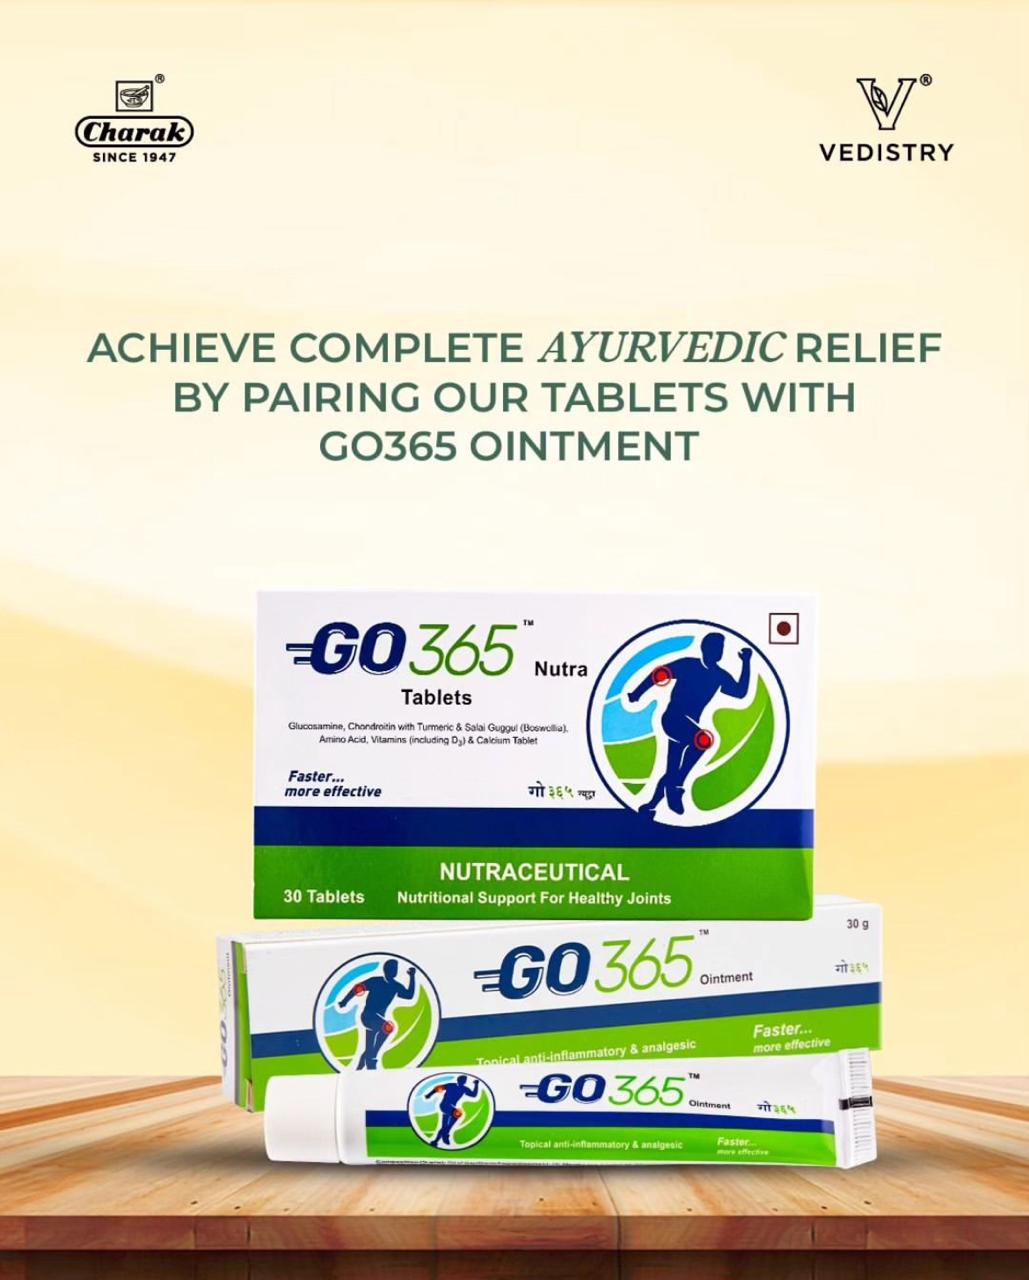 ®
Charak
SINCE 1947
V®
VEDISTRY
ACHIEVE COMPLETE AYURVEDIC RELIEF
BY PAIRING OUR TABLETS WITH
GO365 OINTMENT
GO365™
Nutra
Tablets
Glucosamine, Chondroitin with Turmeric & Salai Guggul (Boswellia),
Amino Acid, Vitamins (including D3) & Calcium Tablet
Faster...
more effective
गो ३६५ न्यूट्रा
NUTRACEUTICAL
30 Tablets
Nutritional Support For Healthy Joints
30 g
GO365™
Ointment
गो३६५
Topical anti-inflammatory & analgesic
Faster...
more effective
GO365™
Ointment
गो३६५
Topical anti-inflammatory & analgesic
Faster...
more effective